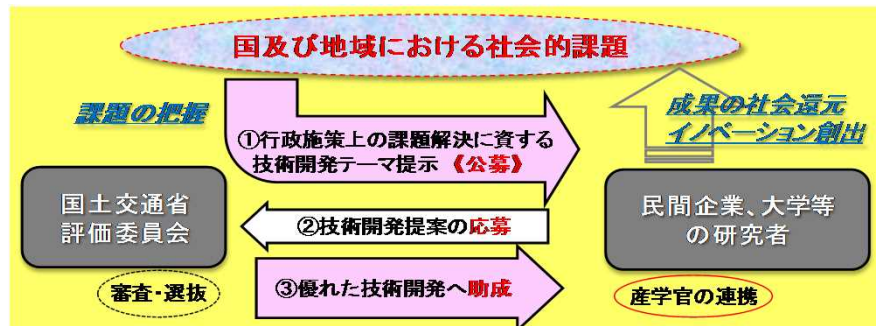 国及び地域における社会的課題
課題の把握
成果の社会還元
イノベーション創出
①行政施策上の課題解決に資する
技術開発テーマ提示 《公募》
国土交通省
評価委員会
②技術開発提案の応募
民間企業、大学等
の研究者
審査・選抜
③優れた技術開発へ助成
産学官の連携